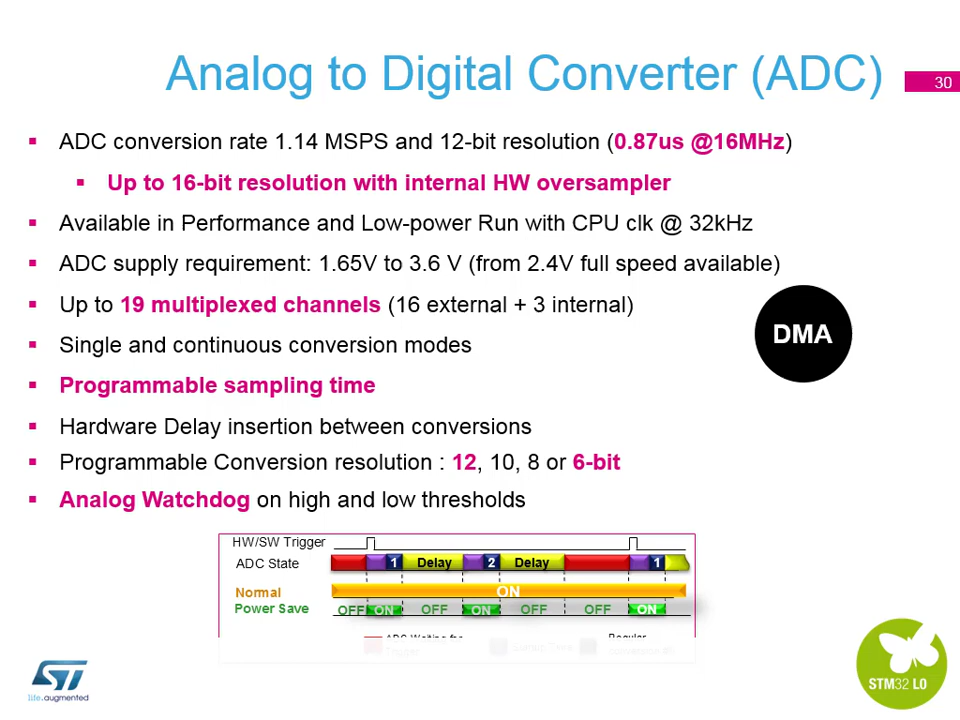 Analog to Digital Converter (ADC)
30
ADC conversion rate 1.14 MSPS and 12-bit resolution (0.87us @16MHz)
Up to 16-bit resolution with internal HW oversampler
Available in Performance and Low-power Run with CPU clk @ 32kHz
ADC supply requirement: 1.65V to 3.6 V (from 2.4V full speed available)
Up to 19 multiplexed channels (16 external + 3 internal)
DMA
Single and continuous conversion modes
Programmable sampling time
Hardware Delay insertion between conversions
Programmable Conversion resolution : 12, 10, 8 or 6-bit
Analog Watchdog on high and low thresholds
HW/SW Trigger
ADC State 1 Delay 2 Delay 1
Normal ON
Power Save OFF ON OFF ON OFF OFF ON
ADC Waiting for
Regular
ST
life.augmented
STM32 L0